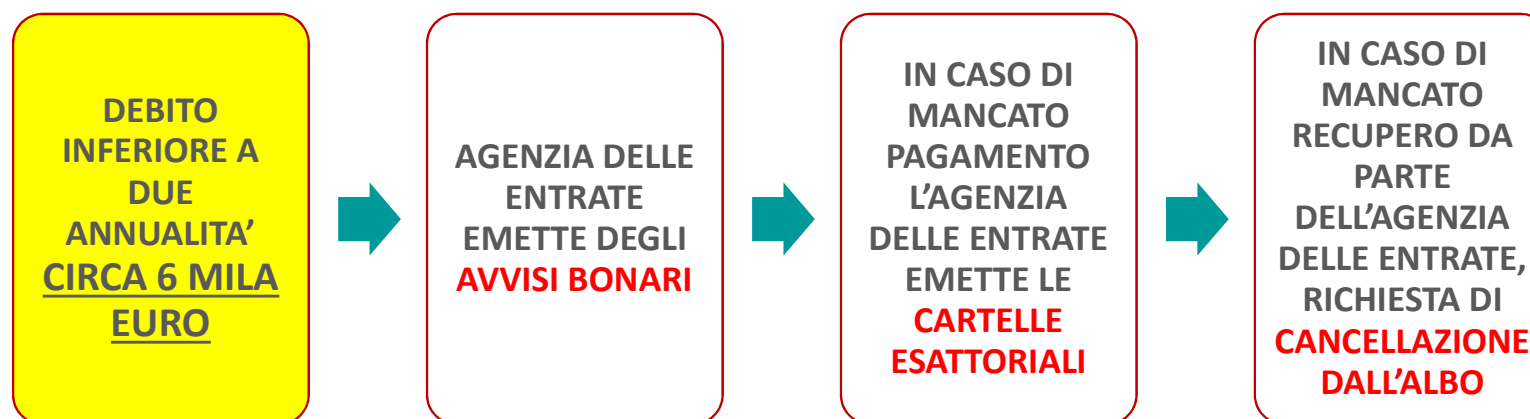 DEBITO
INFERIORE A
DUE
ANNUALITA’
CIRCA 6 MILA
EURO
AGENZIA DELLE
ENTRATE
EMETTE DEGLI
AVVISI BONARI
IN CASO DI
MANCATO
PAGAMENTO
L’AGENZIA
DELLE ENTRATE
EMETTE LE
CARTELLE
ESATTORIALI
IN CASO DI
MANCATO
RECUPERO DA
PARTE
DELL’AGENZIA
DELLE ENTRATE,
RICHIESTA DI
CANCELLAZIONE
DALL’ALBO